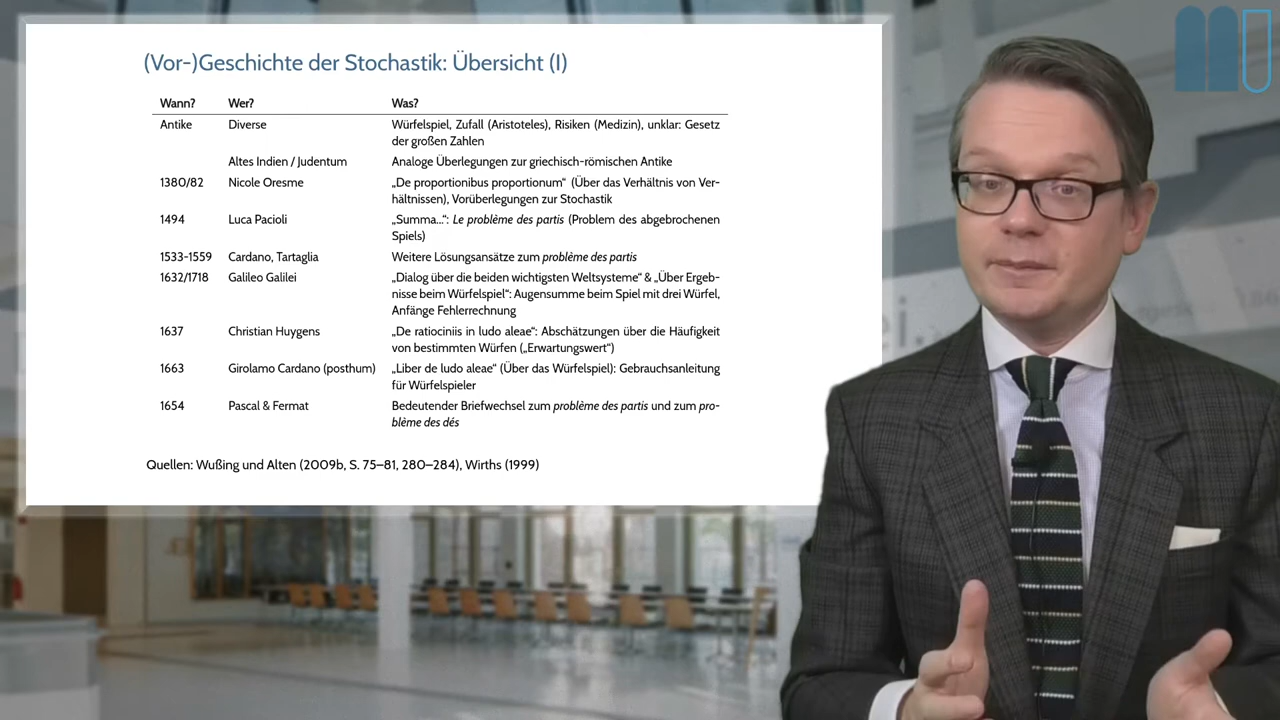 (Vor-)Geschichte der Stochastik: Übersicht (I)
Wann? Wer? Was?
Antike Diverse Würfelspiel, Zufall (Aristoteles), Risiken (Medizin), unklar: Gesetz
der großen Zahlen
Altes Indien / Judentum Analoge Überlegungen zur griechisch-römischen Antike
1380/82 Nicole Oresme „De proportionibus proportionum“ (Über das Verhältnis von Ver-
hältnissen), Vorüberlegungen zur Stochastik
1494 Luca Pacioli „Summa...“: Le problème des partis (Problem des abgebrochenen
Spiels)
1533-1559 Cardano, Tartaglia Weitere Lösungsansätze zum problème des partis
1632/1718 Galileo Galilei „Dialog über die beiden wichtigsten Weltsysteme“ & „Über Ergeb-
nisse beim Würfelspiel“: Augensumme beim Spiel mit drei Würfel,
Anfänge Fehlerrechnung
1637 Christian Huygens „De ratiociniis in ludo aleae“: Abschätzungen über die Häufigkeit
von bestimmten Würfen („Erwartungswert“)
1663 Girolamo Cardano (posthum) „Liber de ludo aleae“ (Über das Würfelspiel): Gebrauchsanleitung
für Würfelspieler
1654 Pascal & Fermat Bedeutender Briefwechsel zum problème des partis und zum pro-
blème des dés
Quellen: Wußing und Alten (2009b, S. 75–81, 280–284), Wirths (1999)